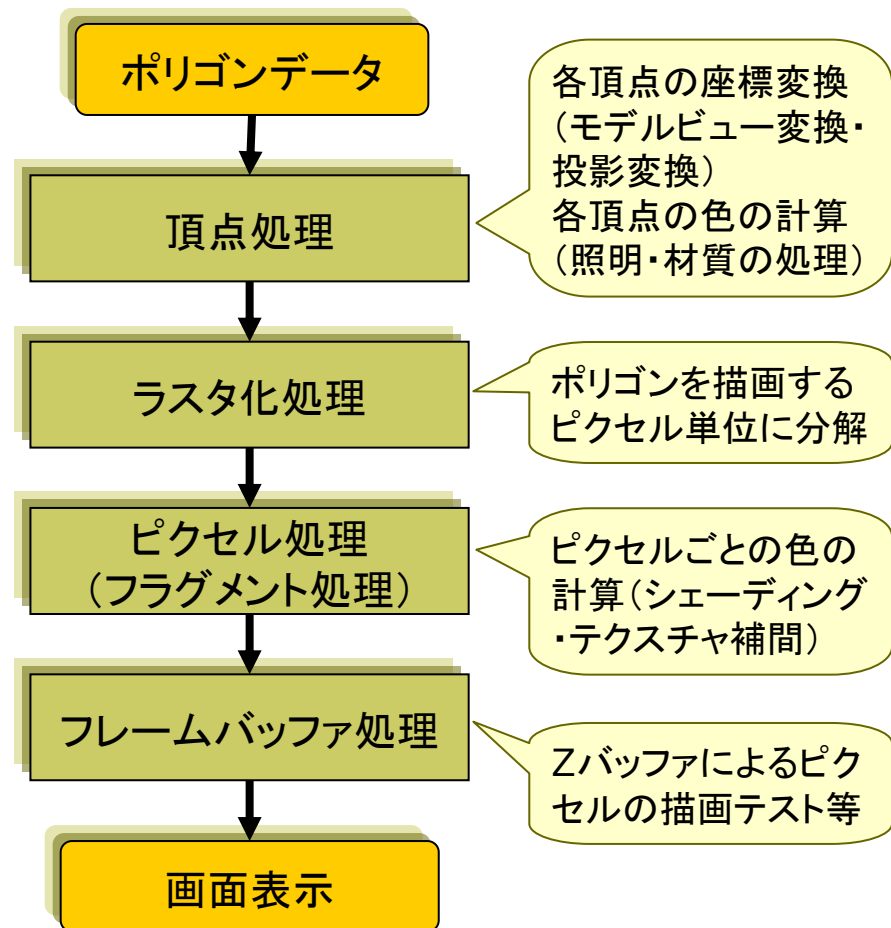 ポリゴンデータ
各頂点の座標変換
(モデルビュー変換・
投影変換)
各頂点の色の計算
(照明・材質の処理)
頂点処理
ラスタ化処理
ポリゴンを描画する
ピクセル単位に分解
ピクセル処理
(フラグメント処理)
ピクセルごとの色の
計算(シェーディング
・テクスチャ補間)
フレームバッファ処理
Zバッファによるピク
セルの描画テスト等
画面表示